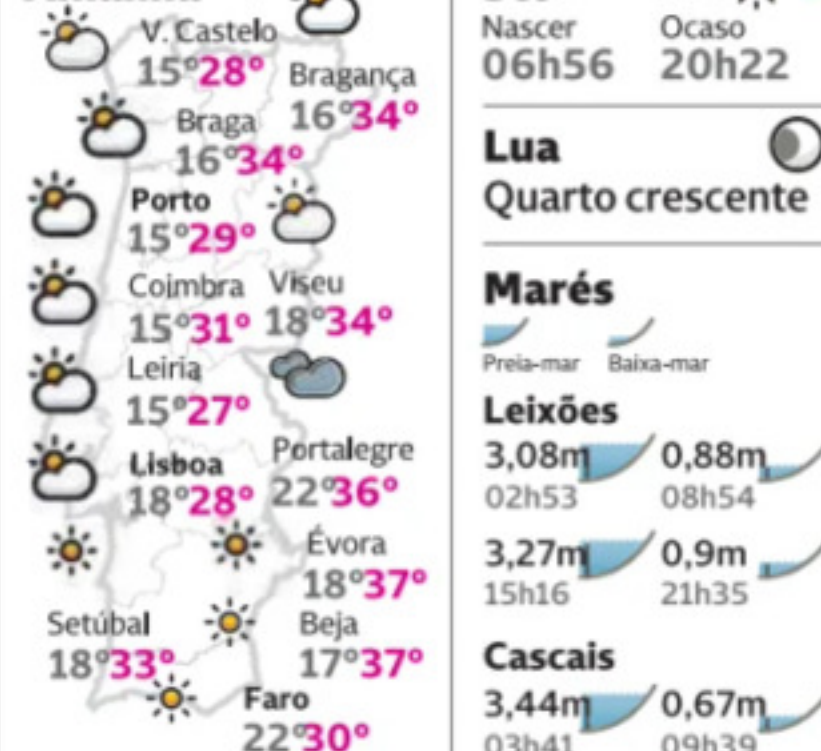 V. Castelo
15° 28°
Bragança
16° 34°
Braga
16° 34°
Porto
15° 29°
Coimbra
15° 31°
Viseu
18° 34°
Leiria
15° 27°
Portalegre
22° 36°
Lisboa
18° 28°
Évora
18° 37°
Setúbal
18° 33°
Beja
17° 37°
Faro
22° 30°
Nascer Ocaso
06h56 20h22
Lua
Quarto crescente
Marés
Preia-mar Baixa-mar
Leixões
3,08m 0,88m
02h53 08h54
3,27m 0,9m
15h16 21h35
Cascais
3,44m 0,67m
03h41 09h39